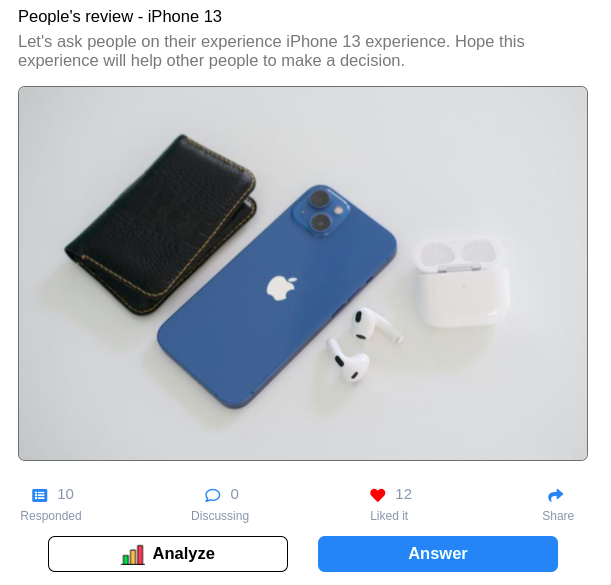 People's review - iPhone 13
Let's ask people on their experience iPhone 13 experience. Hope this
experience will help other people to make a decision.
10
0
12
Responded
Discussing
Liked it
Share
Analyze
Answer